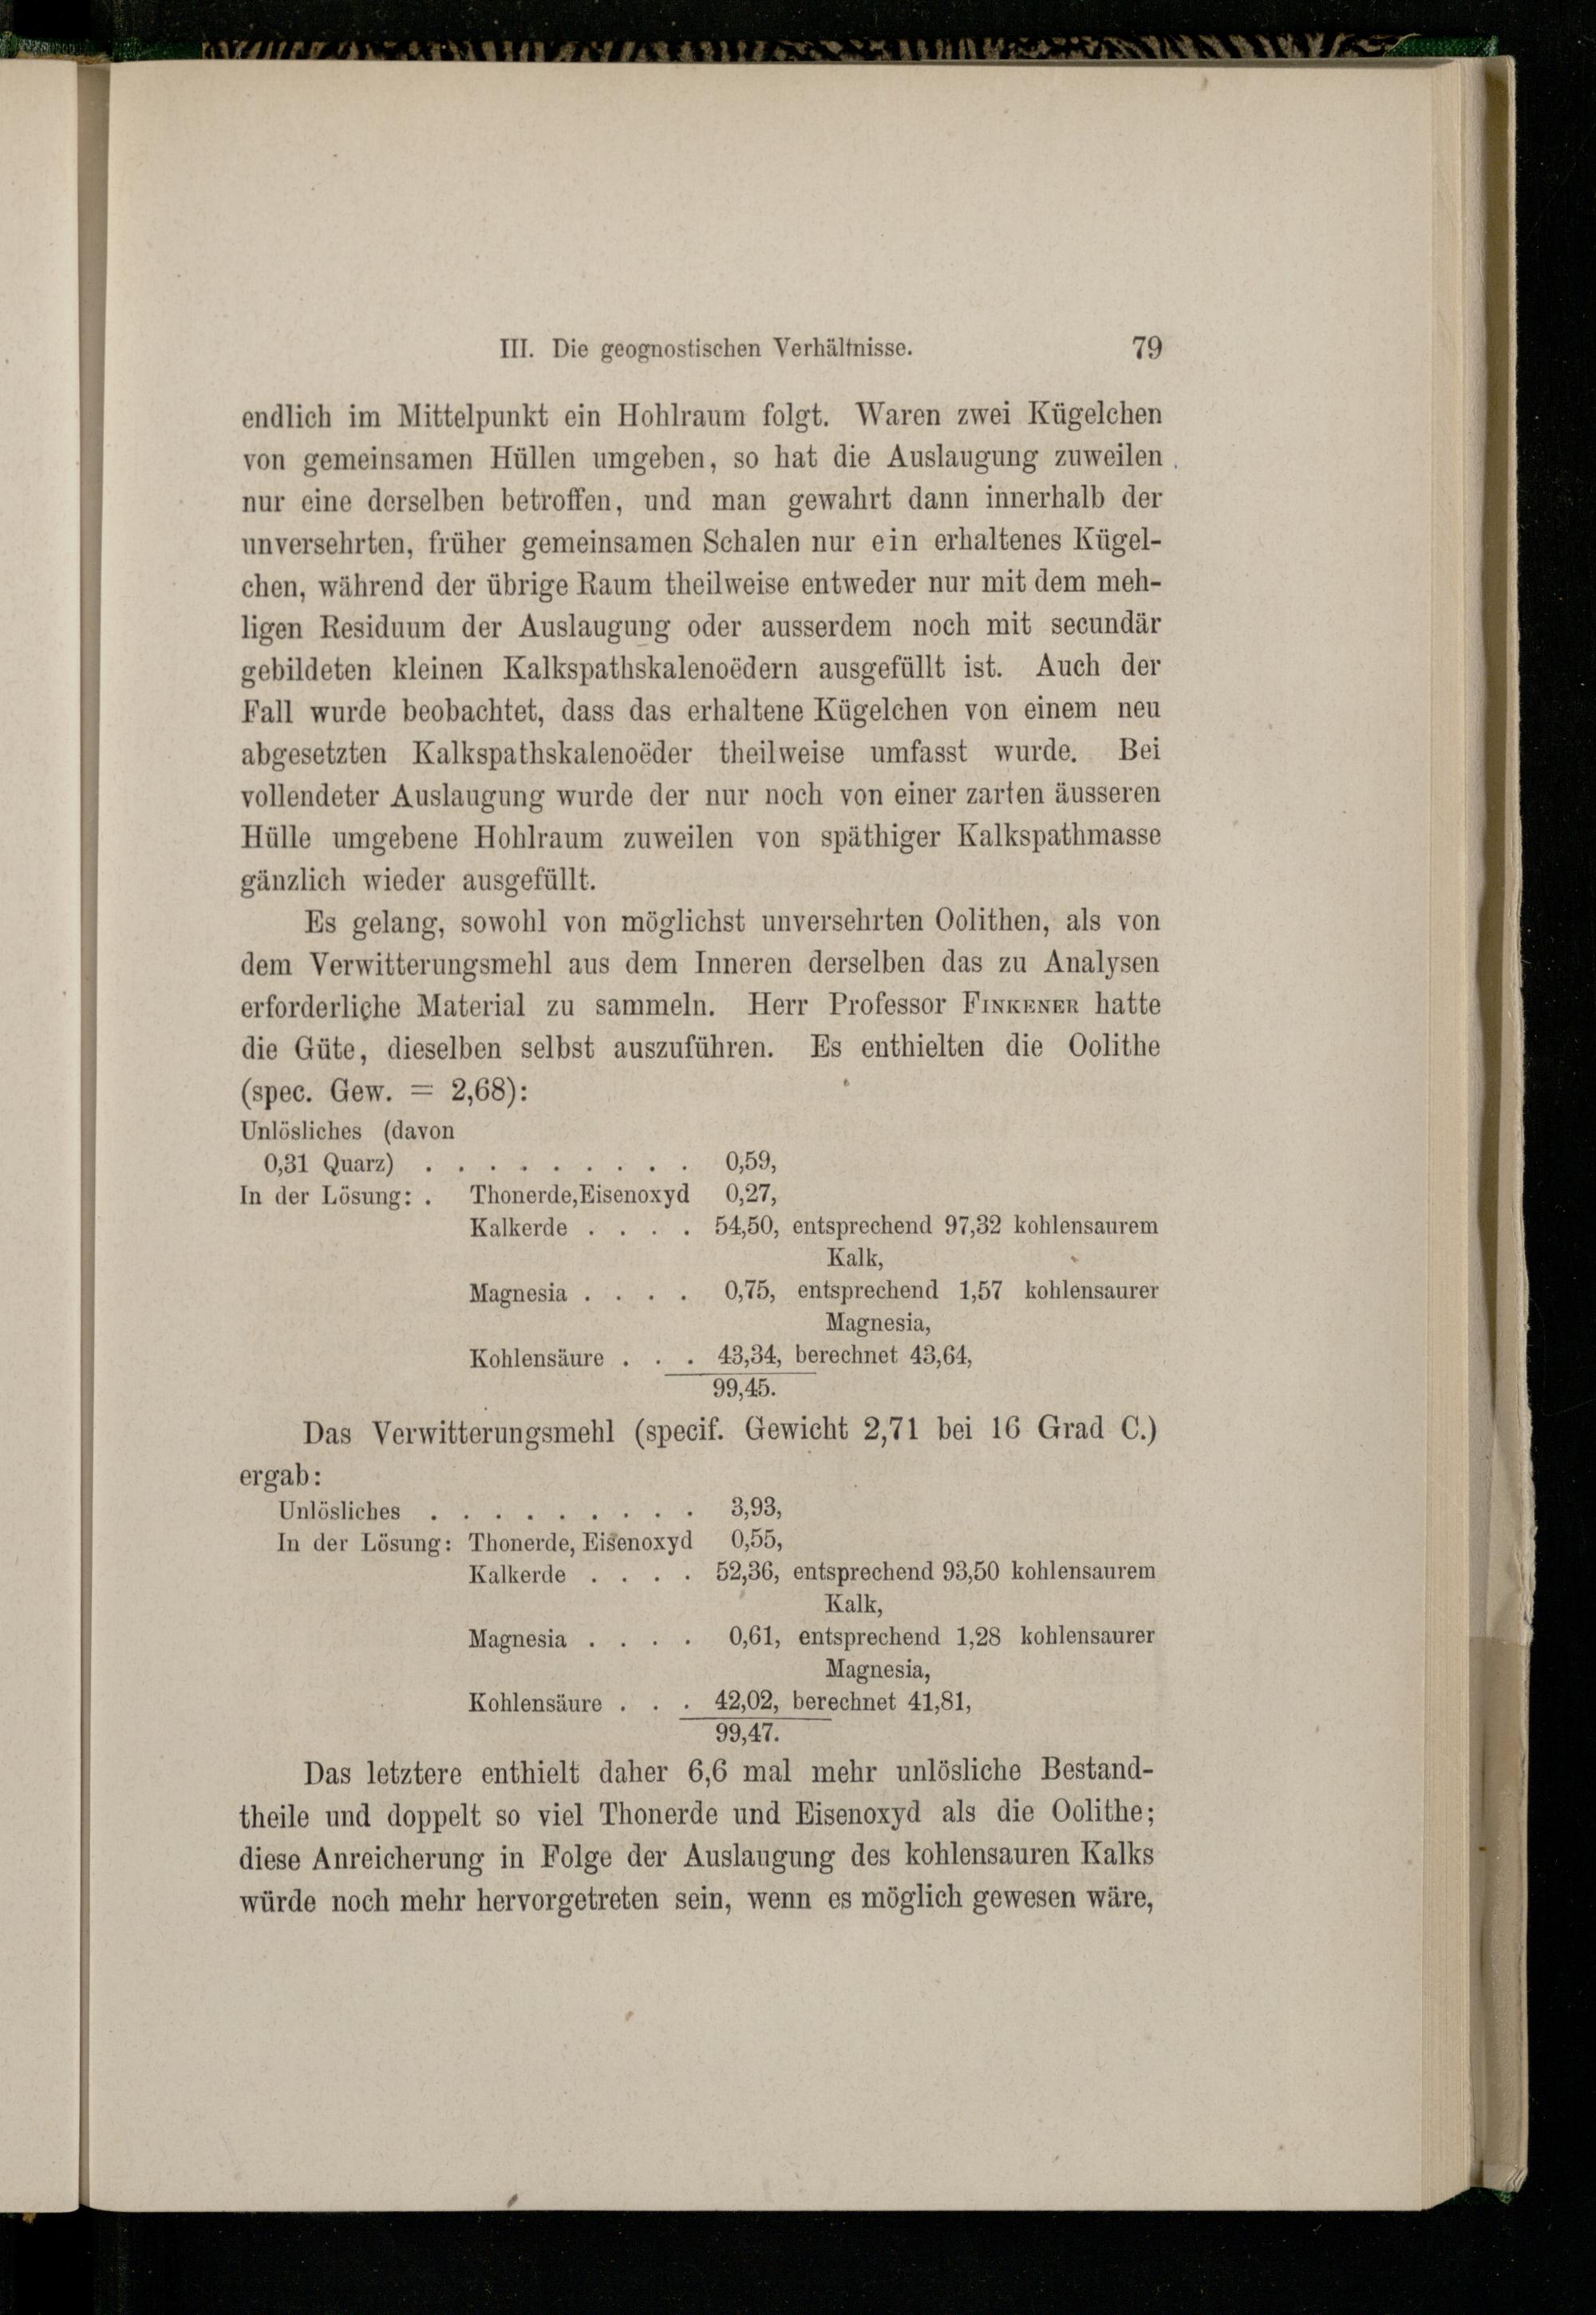 III. Die geognostischen Verhältnisse. 79
endlich im Mittelpunkt ein Hohlraum folgt. Waren zwei Kügelchen
von gemeinsamen Hüllen umgeben, so hat die Auslaugung zuweilen
nur eine derselben betroffen, und man gewahrt dann innerhalb der
unversehrten, früher gemeinsamen Schalen nur ein erhaltenes Kügel-
chen, während der übrige Raum theilweise entweder nur mit dem meh-
ligen Residuum der Auslaugung oder ausserdem noch mit secundär
gebildeten kleinen Kalkspathskalenoëdern ausgefüllt ist. Auch der
Fall wurde beobachtet, dass das erhaltene Kügelchen von einem neu
abgesetzten Kalkspathskalenoëder theilweise umfasst wurde. Bei
vollendeter Auslaugung wurde der nur noch von einer zarten äusseren
Hülle umgebene Hohlraum zuweilen von späthiger Kalkspathmasse
gänzlich wieder ausgefüllt.
Es gelang, sowohl von möglichst unversehrten Oolithen, als von
dem Verwitterungsmehl aus dem Inneren derselben das zu Analysen
erforderliche Material zu sammeln. Herr Professor FINKENER hatte
die Güte, dieselben selbst auszuführen. Es enthielten die Oolithe
(spec. Gew. = 2,68):
Unlösliches (davon
0,31 Quarz) . . . . . . . . . 0,59,
In der Lösung: . Thonerde,Eisenoxyd 0,27,
Kalkerde . . . . 54,50, entsprechend 97,32 kohlensaurem
Kalk,
Magnesia . . . . 0,75, entsprechend 1,57 kohlensaurer
Magnesia,
Kohlensäure . . . 43,34, berechnet 43,64,
99,45.
Das Verwitterungsmehl (specif. Gewicht 2,71 bei 16 Grad C.)
ergab:
Unlösliches . . . . . . . . . 3,93,
In der Lösung: Thonerde, Eisenoxyd 0,55,
Kalkerde . . . . 52,36, entsprechend 93,50 kohlensaurem
Kalk,
Magnesia . . . . 0,61, entsprechend 1,28 kohlensaurer
Magnesia,
Kohlensäure . . . 42,02, berechnet 41,81,
99,47.
Das letztere enthielt daher 6,6 mal mehr unlösliche Bestand-
theile und doppelt so viel Thonerde und Eisenoxyd als die Oolithe;
diese Anreicherung in Folge der Auslaugung des kohlensauren Kalks
würde noch mehr hervorgetreten sein, wenn es möglich gewesen wäre,